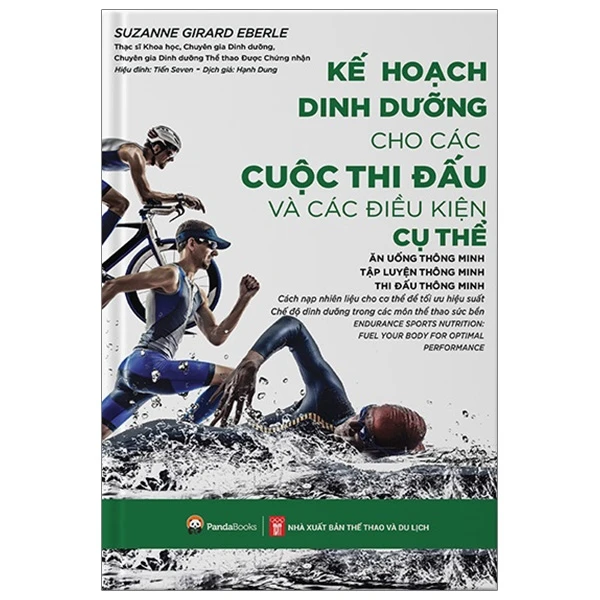 SUZANNE GIRARD EBERLE
Thạc sĩ Khoa học, Chuyên gia Dinh dưỡng,
Chuyên gia Dinh dưỡng Thể thao Được Chứng nhận
Hiệu đính: Tiến Seven - Dịch giả: Hạnh Dung
KẾ HOẠCH
DINH DƯỠNG
CHO CÁC
CUỘC THI ĐẤU
VÀ CÁC ĐIỀU KIỆN
CỤ THỂ
ĂN UỐNG THÔNG MINH
TẬP LUYỆN THÔNG MINH
THI ĐẤU THÔNG MINH
Cách nạp nhiên liệu cho cơ thể để tối ưu hiệu suất
Chế độ dinh dưỡng trong các môn thể thao sức bền
ENDURANCE SPORTS NUTRITION:
FUEL YOUR BODY FOR OPTIMAL
PERFORMANCE
PandaBooks
NHÀ XUẤT BẢN THỂ THAO VÀ DU LỊCH